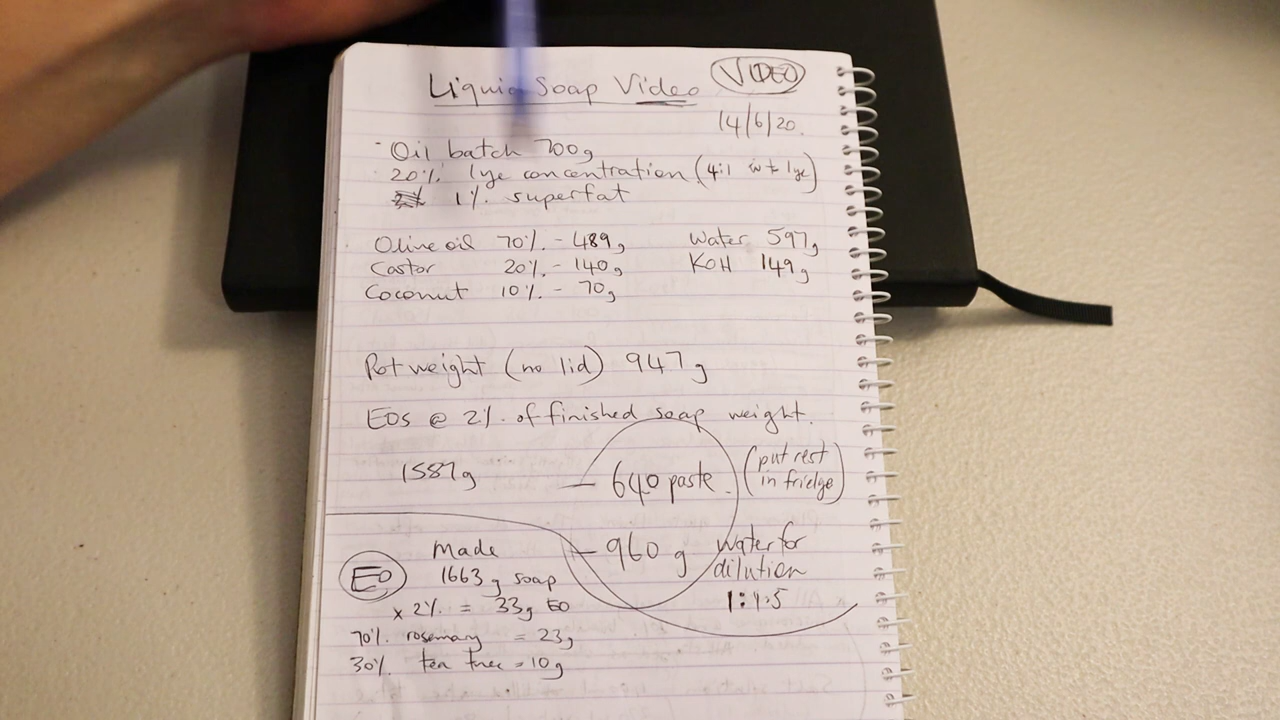 Liquid Soap Video
VIDEO
14/6/20.
Oil batch 700g
20% lye concentration (4:1 w to lye)
1% superfat
Olive oil 70% - 489g
Water 597g
Castor 20% - 140g
KOH 149g
Coconut 10% - 70g
Pot weight (no lid) 947g
EOs @ 2% of finished soap weight.
1587g
- 640 paste.
(put rest
in fridge)
- 960g
Water for
dilution
1:1.5
EO
Made
1663g soap
x 2% = 33g EO
70% rosemary = 23g
30% tea tree = 10g